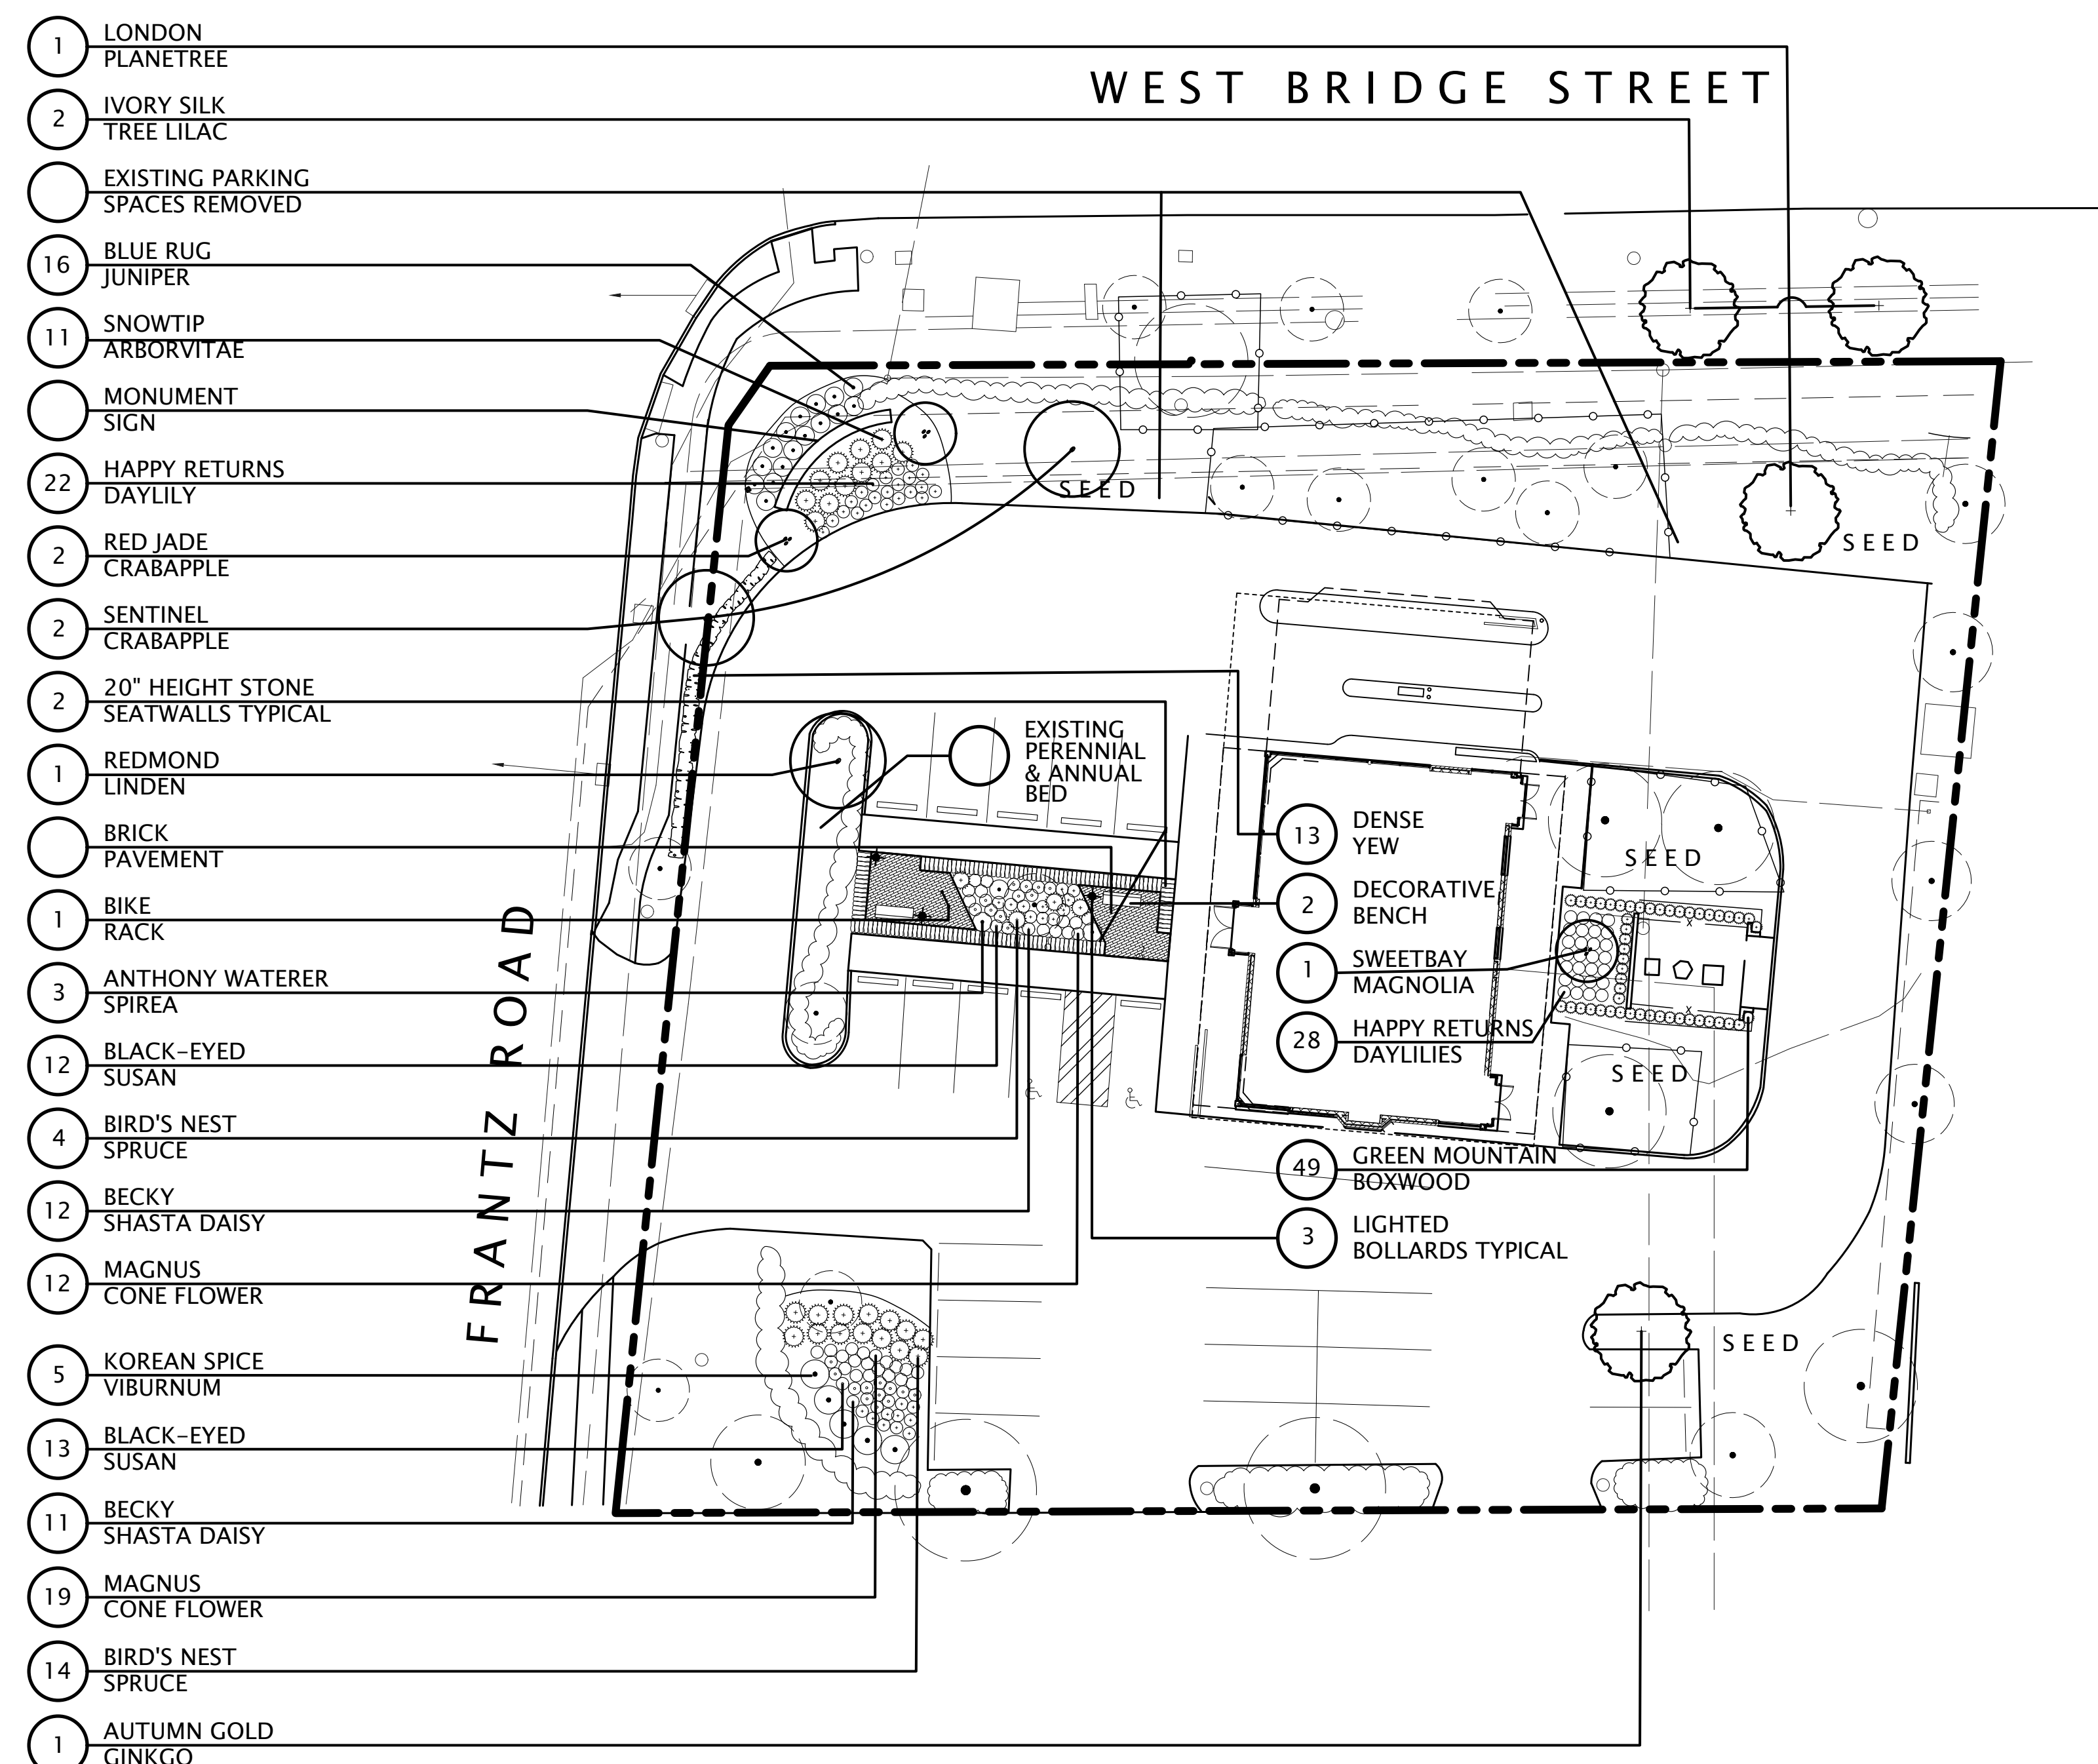 1 LONDON
PLANETREE
WEST BRIDGE STREET
2 IVORY SILK
TREE LILAC
EXISTING PARKING
SPACES REMOVED
16 BLUE RUG
JUNIPER
11 SNOWTIP
ARBORVITAE
MONUMENT
SIGN
22 HAPPY RETURNS
DAYLILY
2 RED JADE
CRABAPPLE
2 SENTINEL
CRABAPPLE
2 20" HEIGHT STONE
SEATWALLS TYPICAL
1 REDMOND
LINDEN
BRICK
PAVEMENT
1 BIKE
RACK
3 ANTHONY WATERER
SPIREA
12 BLACK-EYED
SUSAN
4 BIRD'S NEST
SPRUCE
12 BECKY
SHASTA DAISY
12 MAGNUS
CONE FLOWER
5 KOREAN SPICE
VIBURNUM
13 BLACK-EYED
SUSAN
11 BECKY
SHASTA DAISY
19 MAGNUS
CONE FLOWER
14 BIRD'S NEST
SPRUCE
1 AUTUMN GOLD
GINKGO
FRANTZ ROAD
SEED
SEED
EXISTING
PERENNIAL
& ANNUAL
BED
13 DENSE
YEW
2 DECORATIVE
BENCH
1 SWEETBAY
MAGNOLIA
28 HAPPY RETURNS
DAYLILIES
49 GREEN MOUNTAIN
BOXWOOD
3 LIGHTED
BOLLARDS TYPICAL
SEED
X
X
SEED
SEED